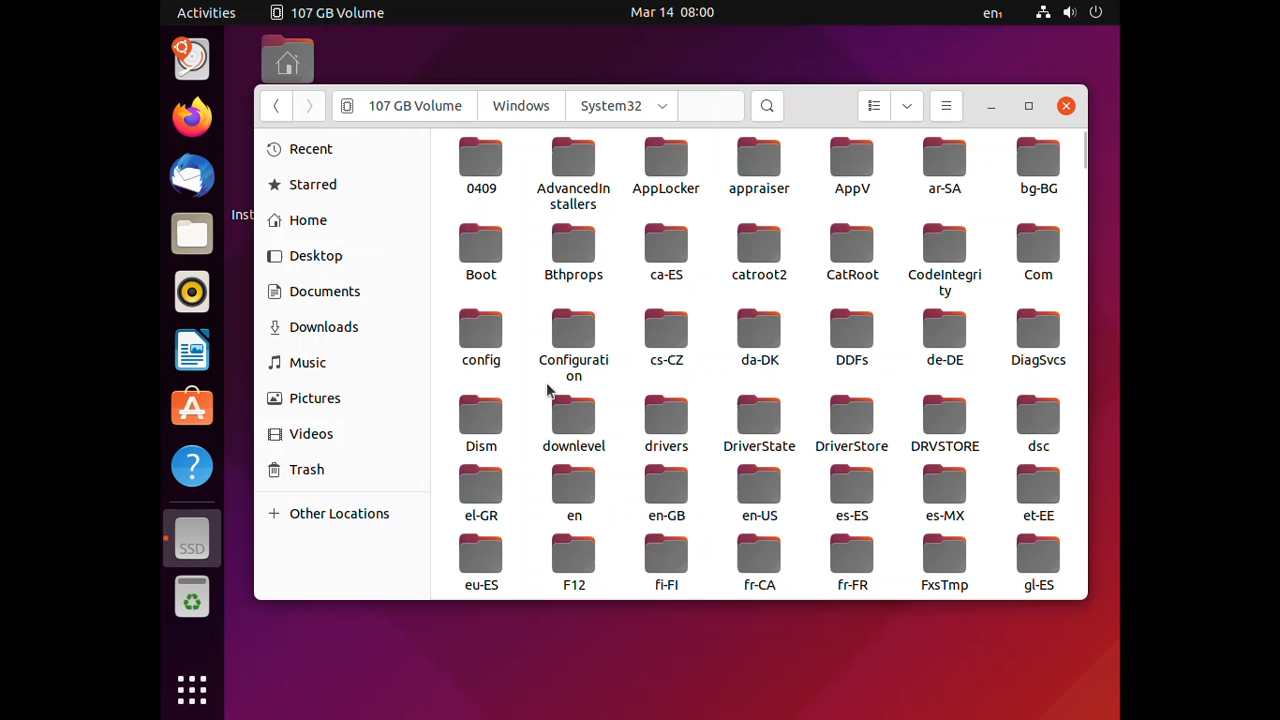 Activities 107 GB Volume Mar 14 08:00 en₁
107 GB Volume Windows System32
Recent
Starred
Home
Desktop
Documents
Downloads
Music
Pictures
Videos
Trash
Other Locations
Inst
SSD
0409 AdvancedIn AppLocker appraiser AppV ar-SA bg-BG
stallers
Boot Bthprops ca-ES catroot2 CatRoot CodeIntegri Com
ty
config Configurati cs-CZ da-DK DDFs de-DE DiagSvcs
on
Dism downlevel drivers DriverState DriverStore DRVSTORE dsc
el-GR en en-GB en-US es-ES es-MX et-EE
eu-ES F12 fi-FI fr-CA fr-FR FxsTmp gl-ES